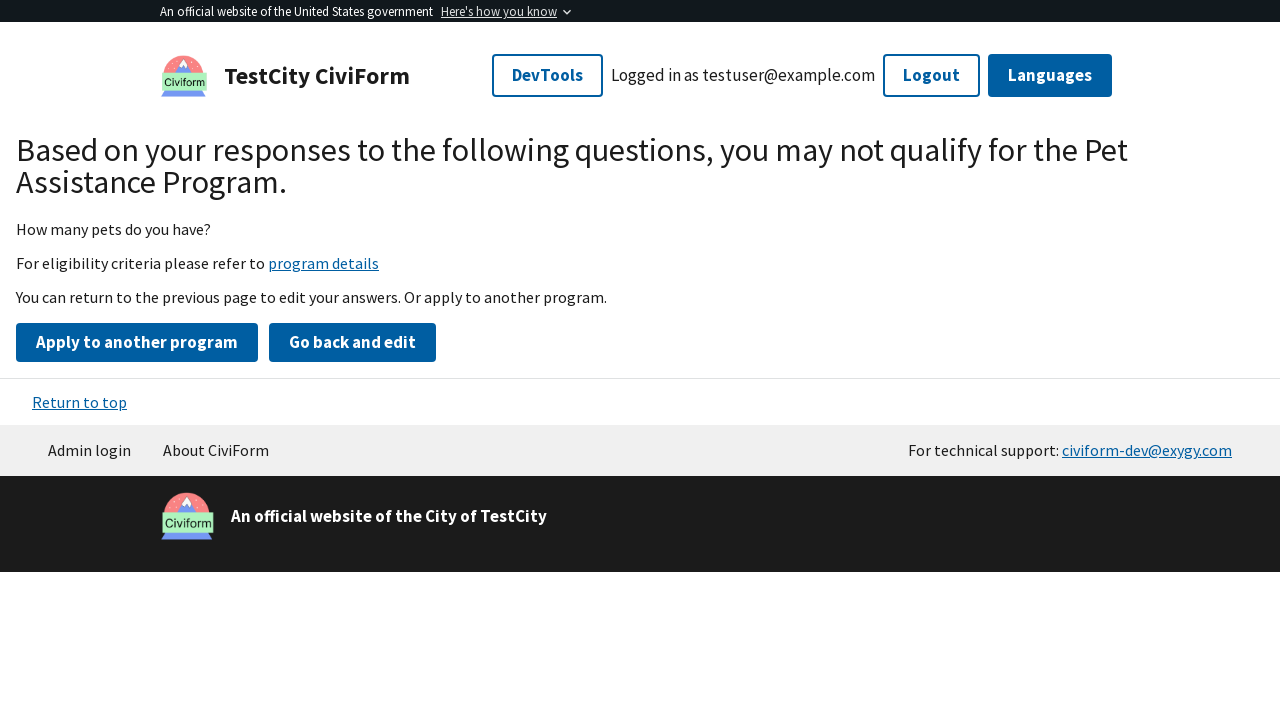 An official website of the United States government Here's how you know
Civiform
TestCity CiviForm
DevTools
Logged in as testuser@example.com
Logout
Languages
Based on your responses to the following questions, you may not qualify for the Pet
Assistance Program.
How many pets do you have?
For eligibility criteria please refer to program details
You can return to the previous page to edit your answers. Or apply to another program.
Apply to another program
Go back and edit
Return to top
Admin login
About CiviForm
For technical support: civiform-dev@exygy.com
Civiform
An official website of the City of TestCity